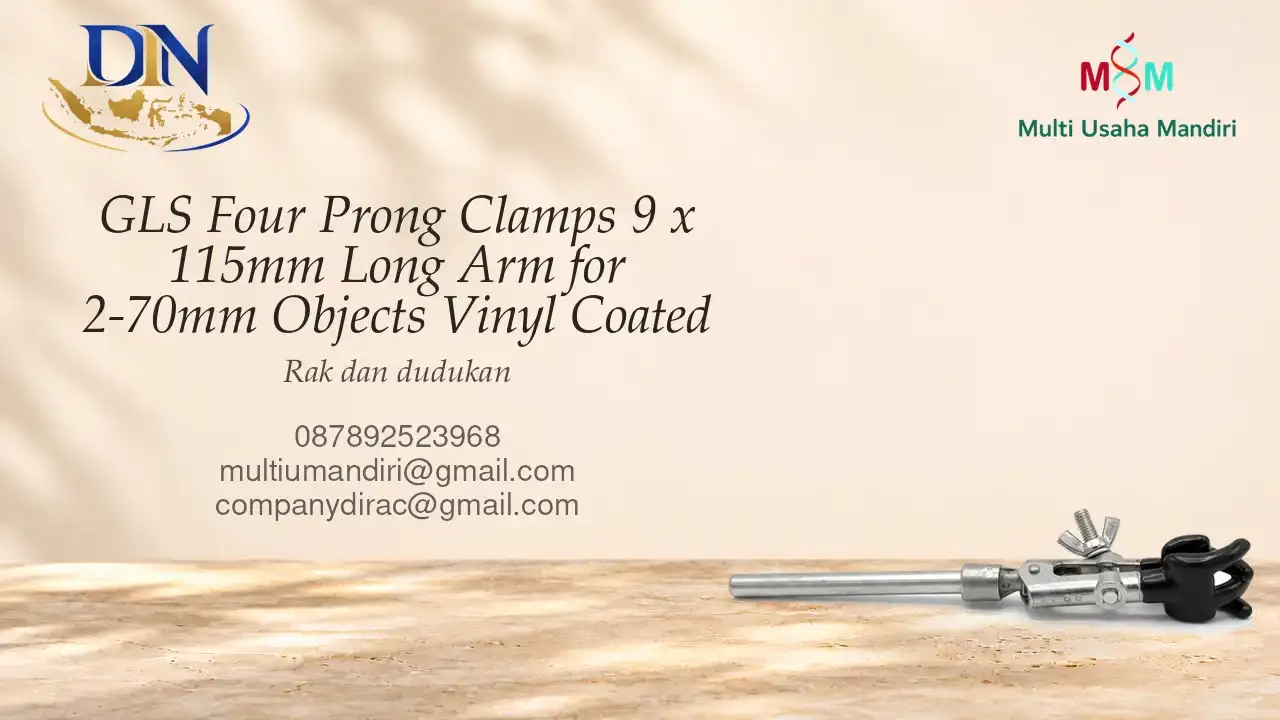 DIN
M M
Multi Usaha Mandiri
GLS Four Prong Clamps 9 x
115mm Long Arm for
2-70mm Objects Vinyl Coated
Rak dan dudukan
087892523968
multiumandiri@gmail.com
companydirac@gmail.com